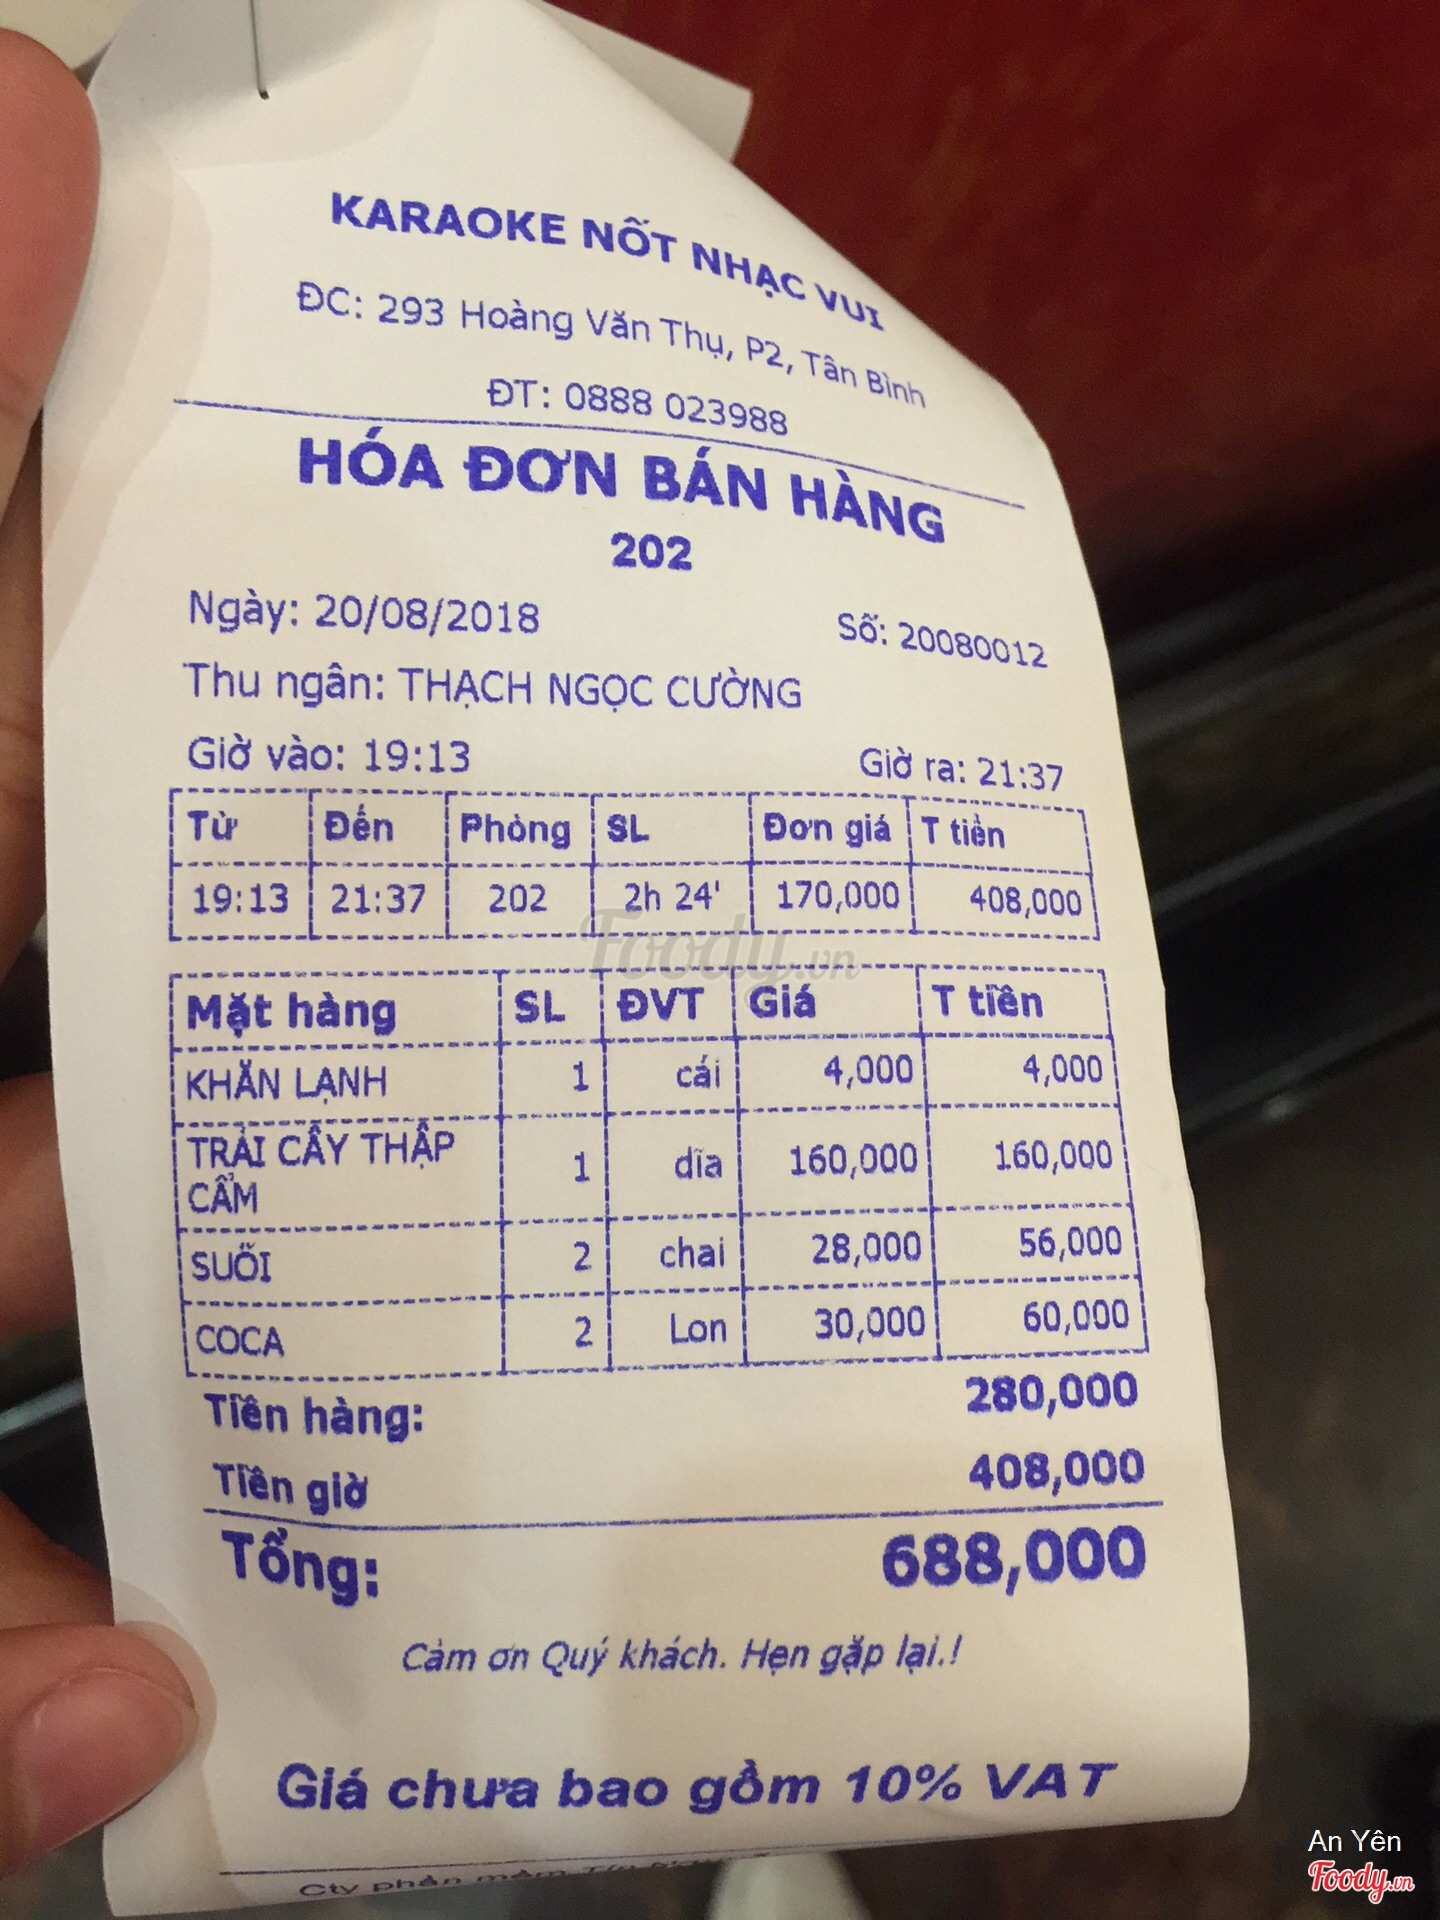 KARAOKE NỐT NHẠC VUI
ĐC: 293 Hoàng Văn Thụ, P2, Tân Bình
ĐT: 0888 023988
HÓA ĐƠN BÁN HÀNG
202
Ngày: 20/08/2018 Số: 20080012
Thu ngân: THẠCH NGỌC CƯỜNG
Giờ vào: 19:13 Giờ ra: 21:37
Từ Đến Phòng SL Đơn giá T tiền
19:13 21:37 202 2h 24' 170,000 408,000
Foody.vn
Mặt hàng SL ĐVT Giá T tiền
KHĂN LẠNH 1 cái 4,000 4,000
TRÁI CÂY THẬP
CẨM 1 dĩa 160,000 160,000
SUỐI 2 chai 28,000 56,000
COCA 2 Lon 30,000 60,000
Tiền hàng: 280,000
Tiền giờ 408,000
Tổng: 688,000
Cảm ơn Quý khách. Hẹn gặp lại.!
Giá chưa bao gồm 10% VAT
Cty phần mềm
An Yên
Foody.vn